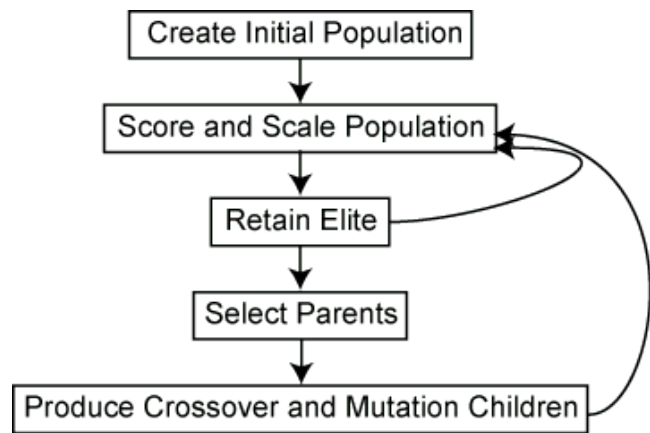 Create Initial Population
Score and Scale Population
Retain Elite
Select Parents
Produce Crossover and Mutation Children